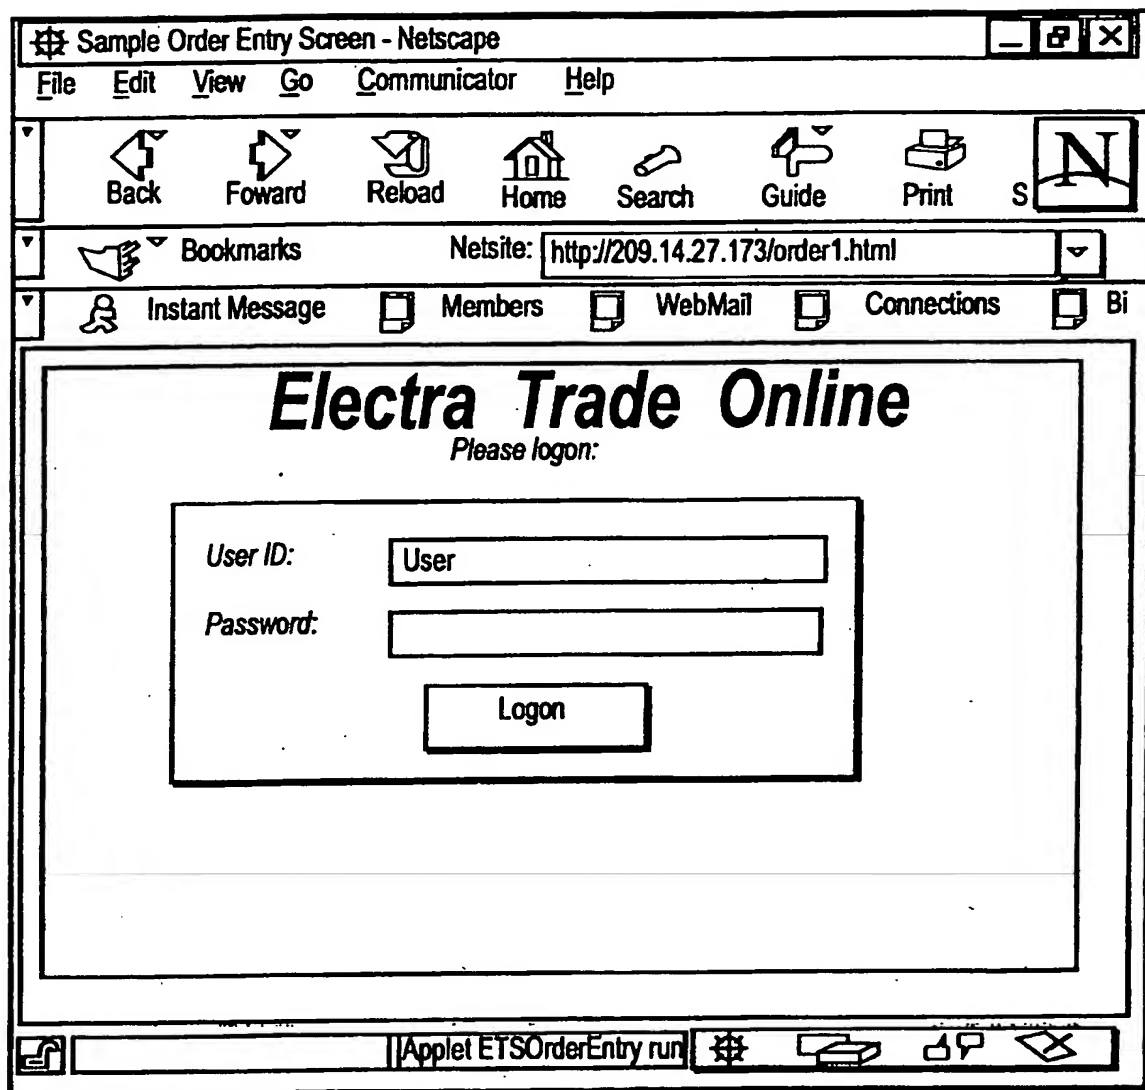 Sample Order Entry Screen - Netscape
File Edit View Go Communicator Help
Back Foward Reload Home Search Guide Print S N
Bookmarks Netsite: http://209.14.27.173/order1.html
Instant Message Members WebMail Connections Bi
Electra Trade Online
Please logon:
User ID: User
Password:
Logon
Applet ETSOrderEntry run